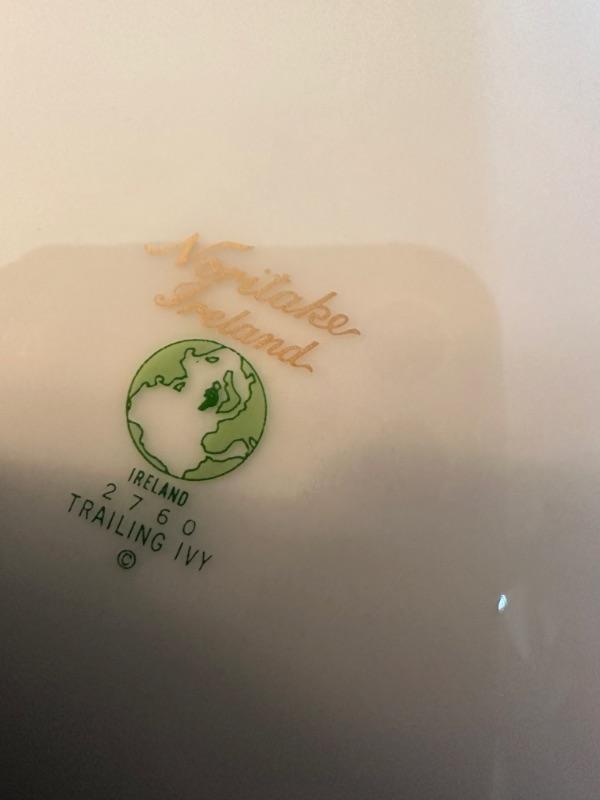 Noritake
Ireland
IRELAND
2760
TRAILING IVY
©